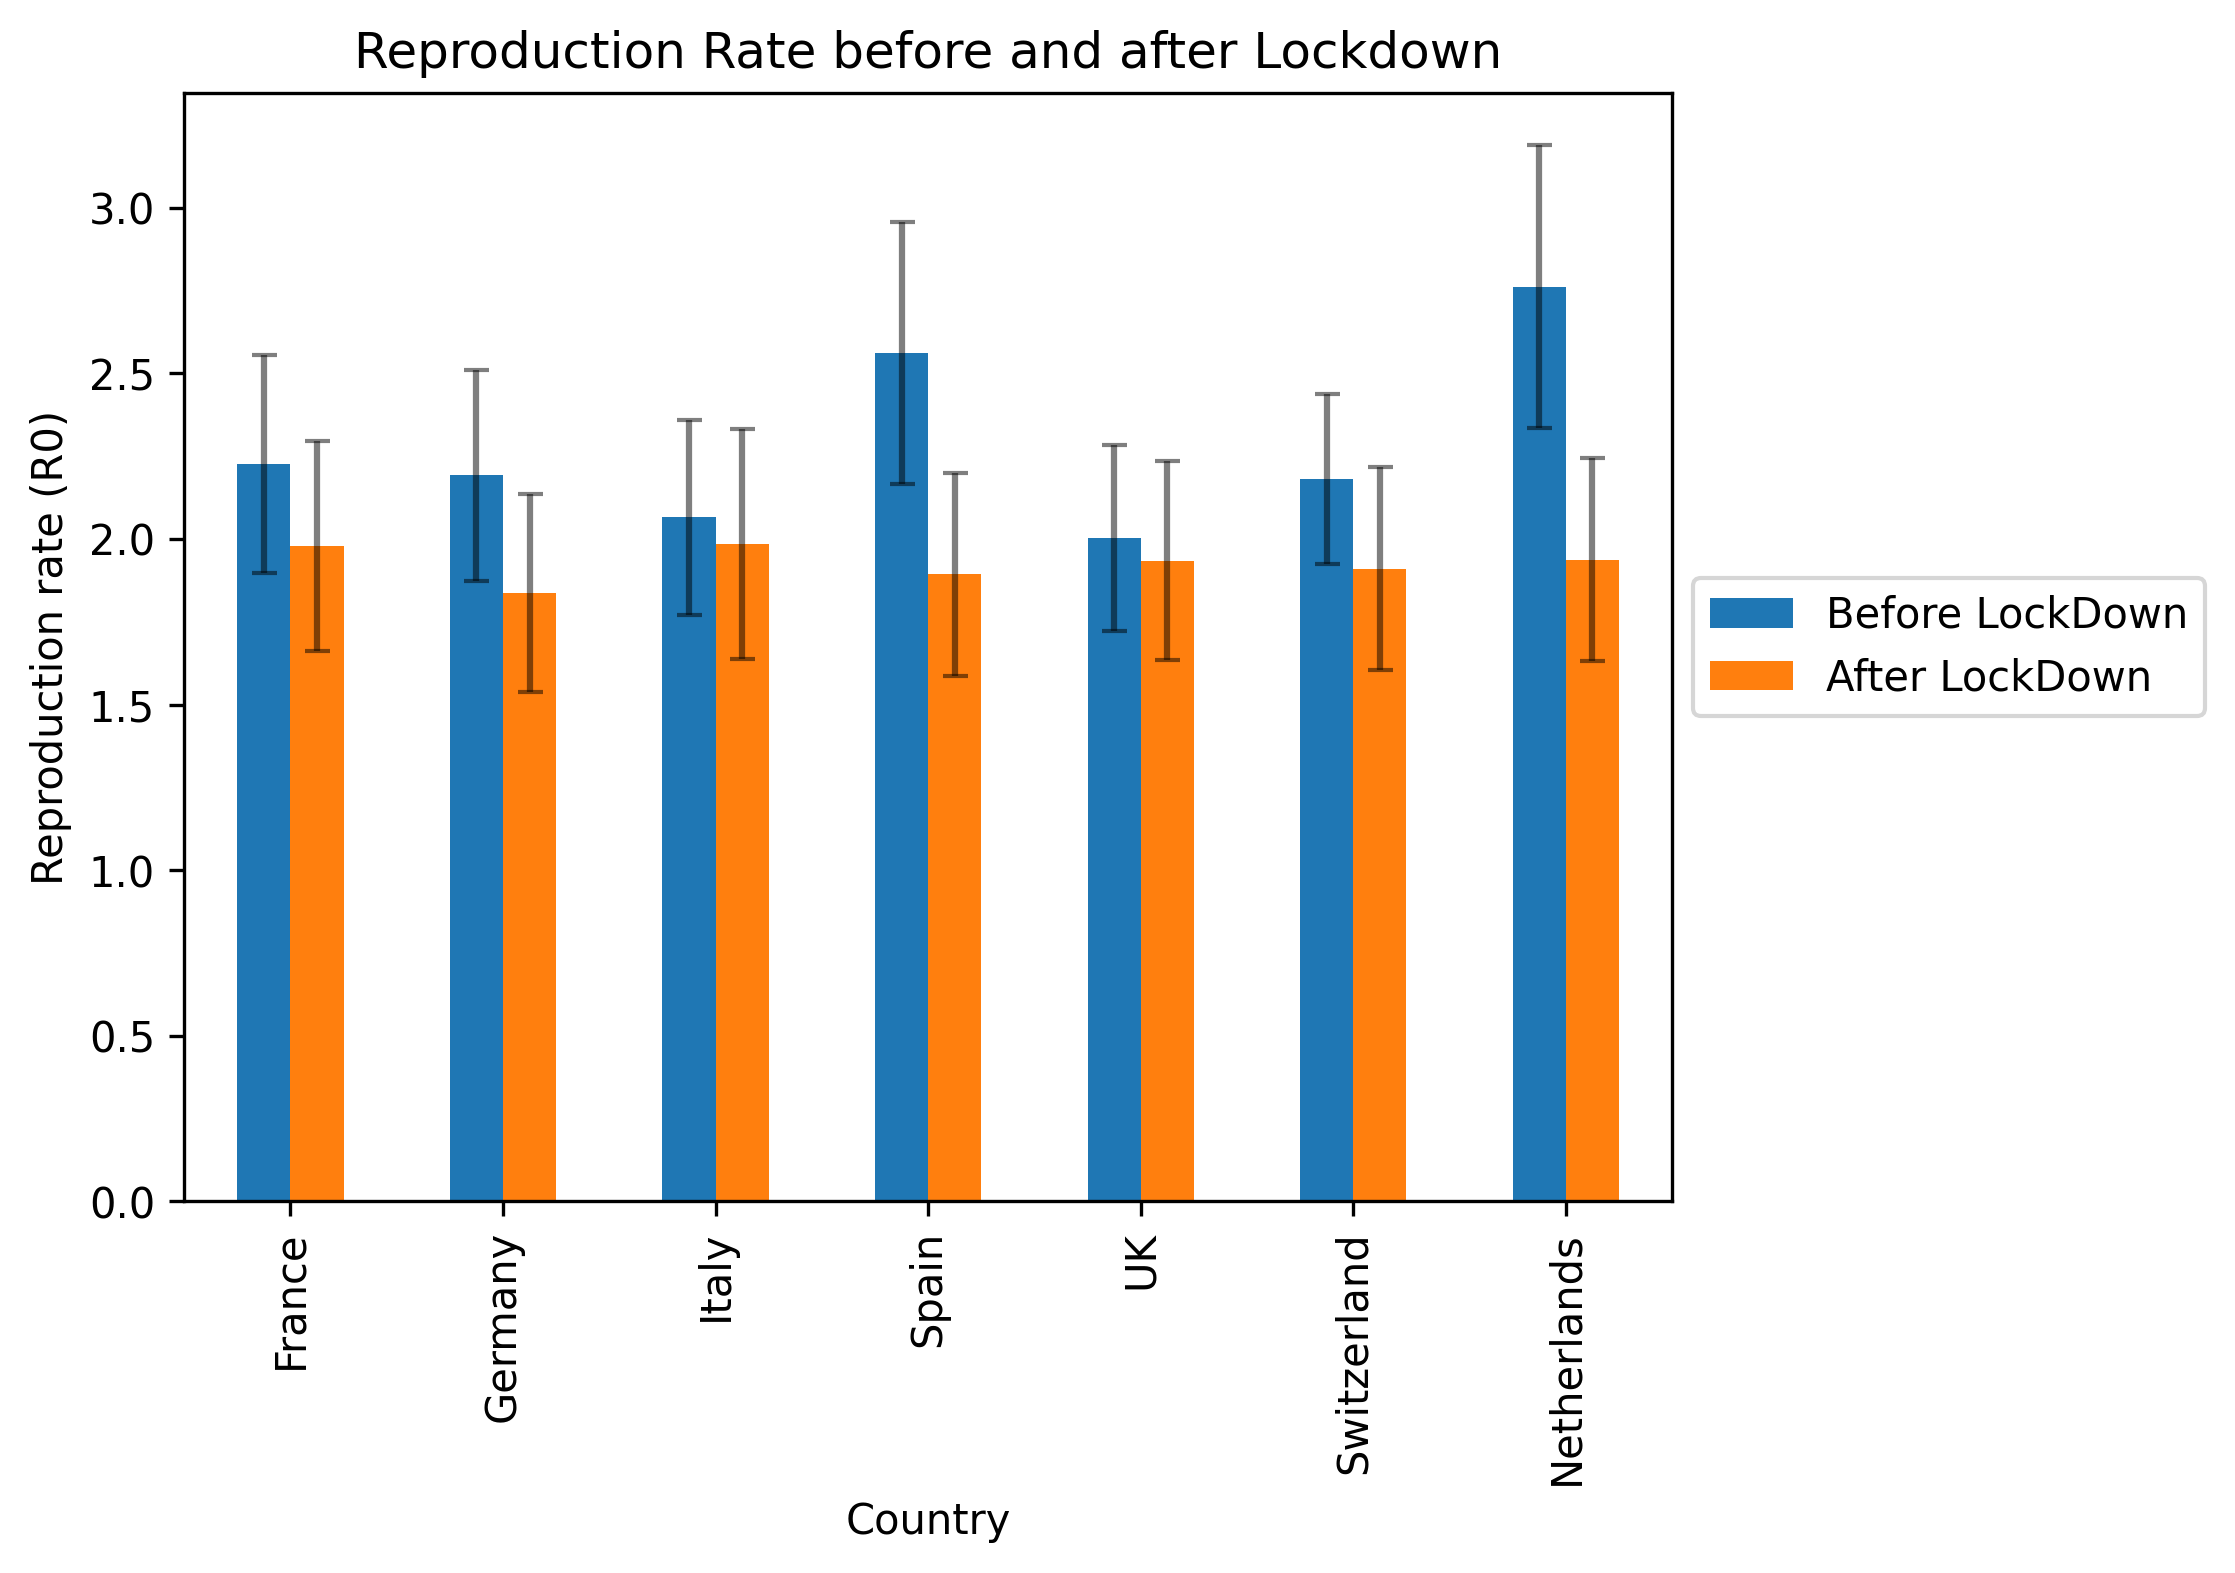 Reproduction Rate before and after Lockdown
Reproduction rate (R0)
3.0
2.5
2.0
1.5
1.0
0.5
0.0
France
Germany
Italy
Spain
UK
Switzerland
Netherlands
Country
Before LockDown
After LockDown